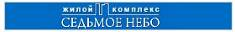 ЖИЛОЙ КОМПЛЕКС
СЕДЬМОЕ НЕБО